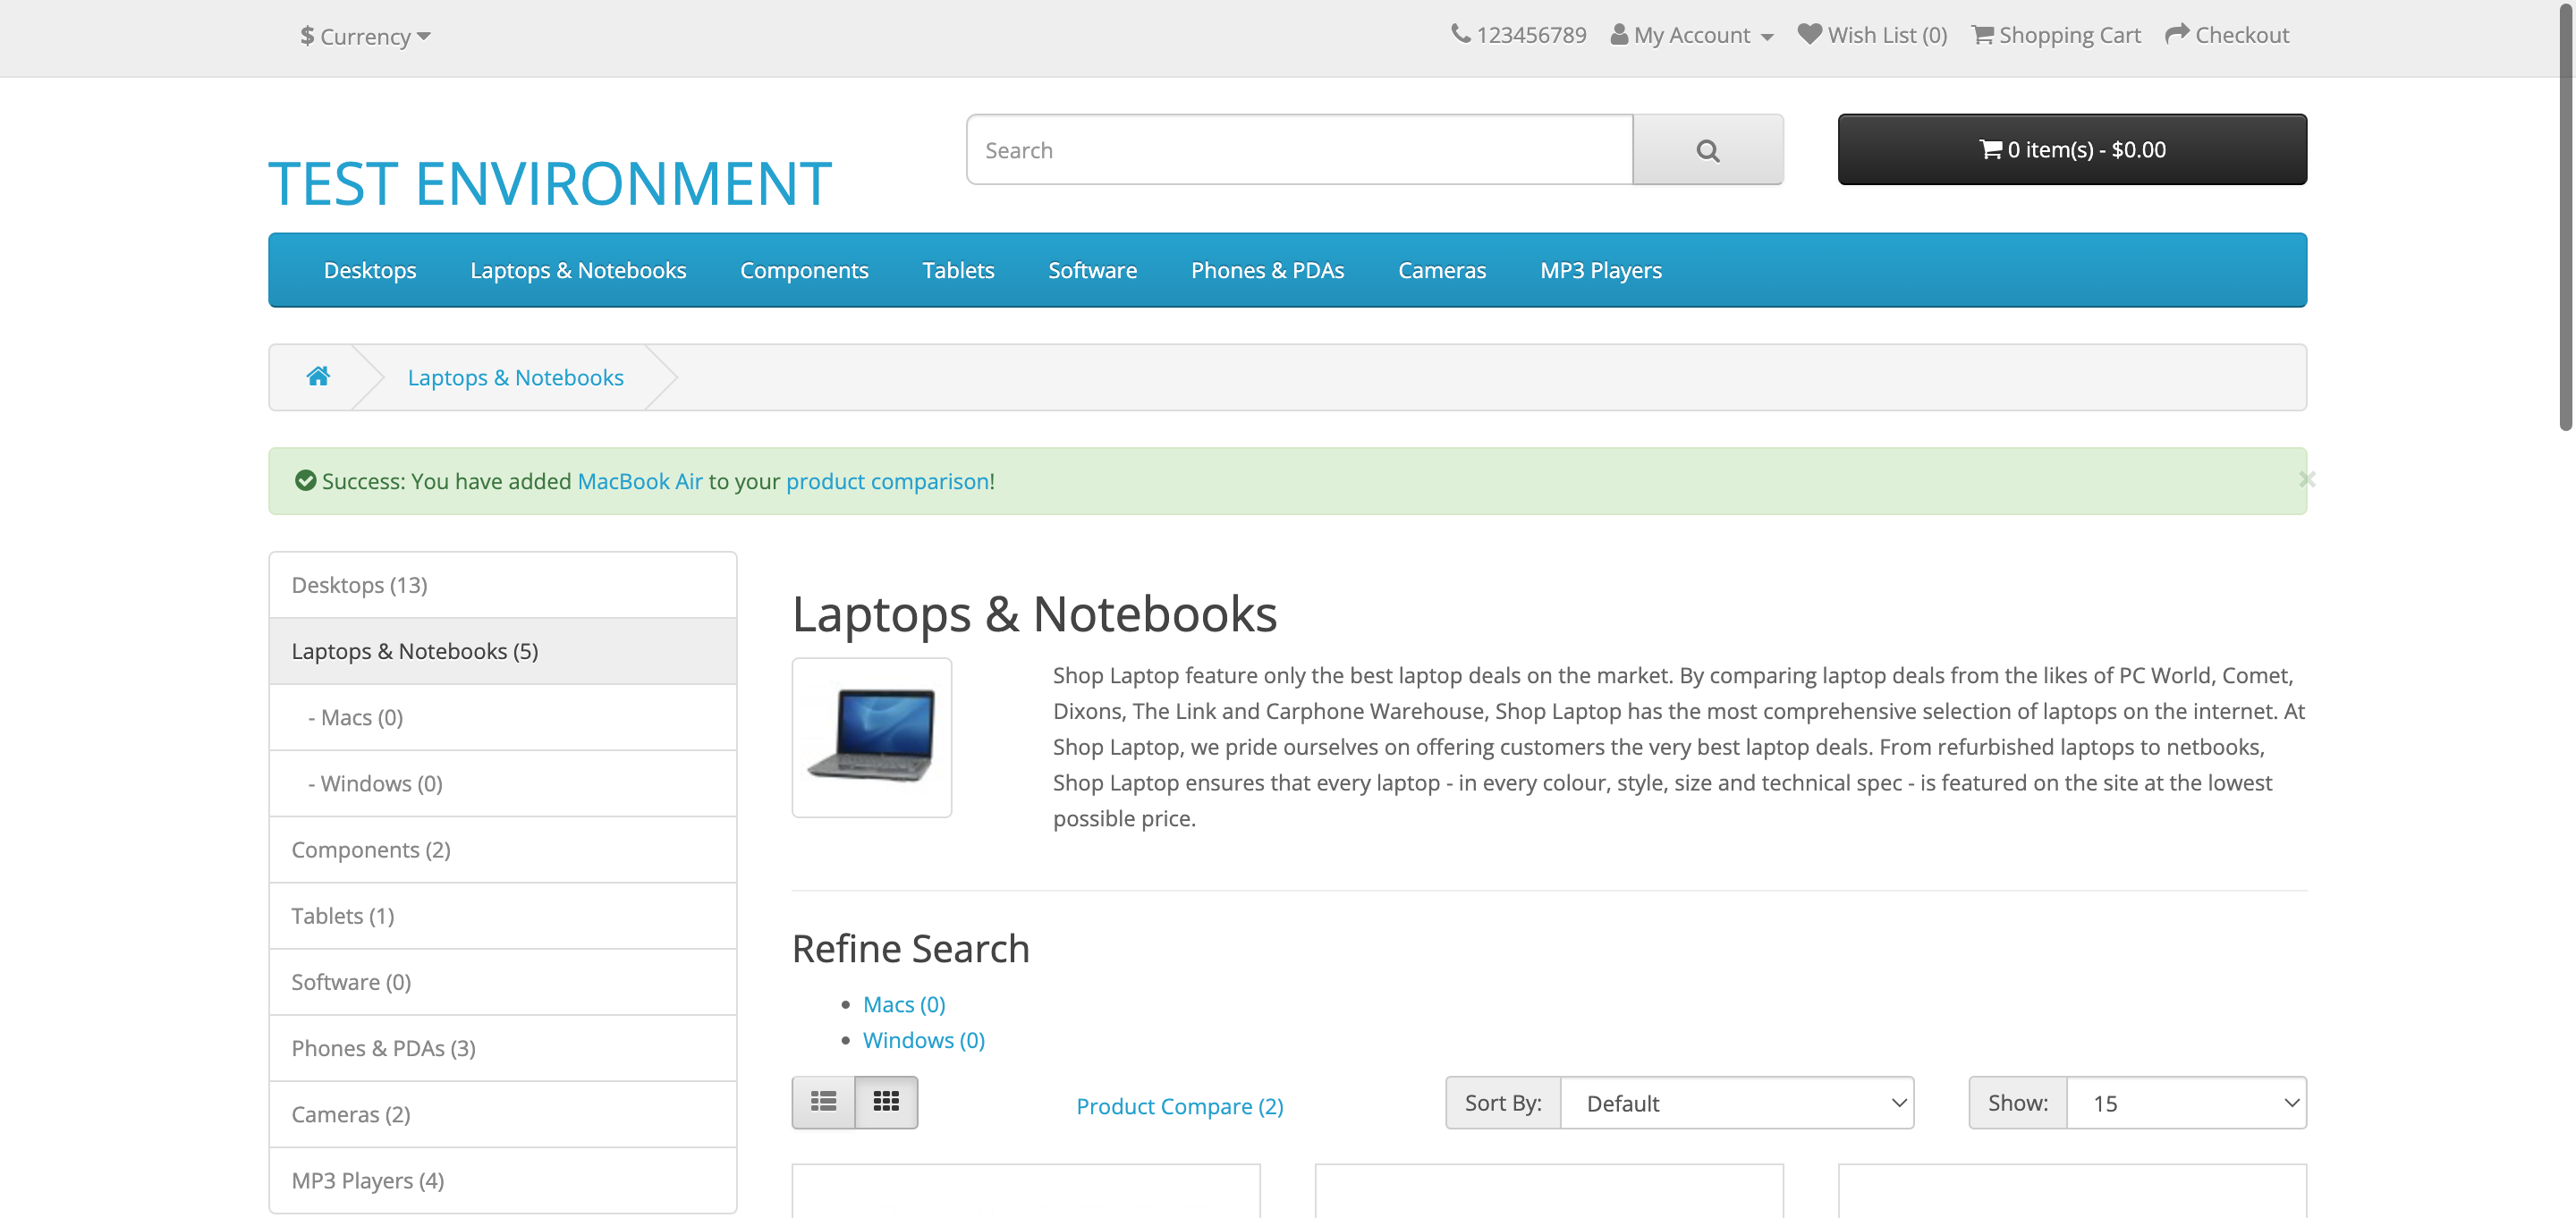 $ Currency
123456789 My Account Wish List (0) Shopping Cart Checkout
TEST ENVIRONMENT
Search
0 item(s) - $0.00
Desktops Laptops & Notebooks Components Tablets Software Phones & PDAs Cameras MP3 Players
Laptops & Notebooks
Success: You have added MacBook Air to your product comparison!
×
Desktops (13)
Laptops & Notebooks (5)
- Macs (0)
- Windows (0)
Components (2)
Tablets (1)
Software (0)
Phones & PDAs (3)
Cameras (2)
MP3 Players (4)
Laptops & Notebooks
Shop Laptop feature only the best laptop deals on the market. By comparing laptop deals from the likes of PC World, Comet,
Dixons, The Link and Carphone Warehouse, Shop Laptop has the most comprehensive selection of laptops on the internet. At
Shop Laptop, we pride ourselves on offering customers the very best laptop deals. From refurbished laptops to netbooks,
Shop Laptop ensures that every laptop - in every colour, style, size and technical spec - is featured on the site at the lowest
possible price.
Refine Search
Macs (0)
Windows (0)
Product Compare (2)
Sort By: Default
Show: 15